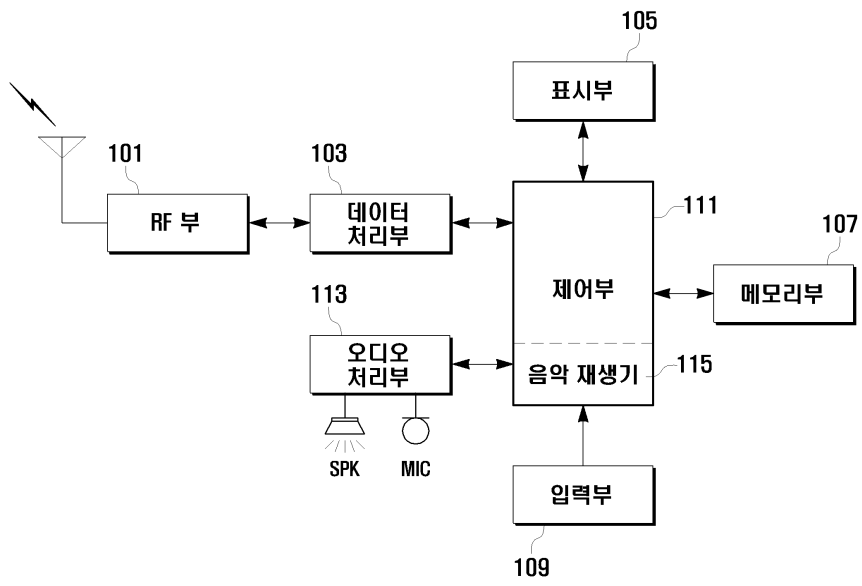 105
표시부
101
RF 부
103
데이터
처리부
111
제어부
107
메모리부
113
오디오
처리부
115
음악 재생기
SPK
MIC
입력부
109